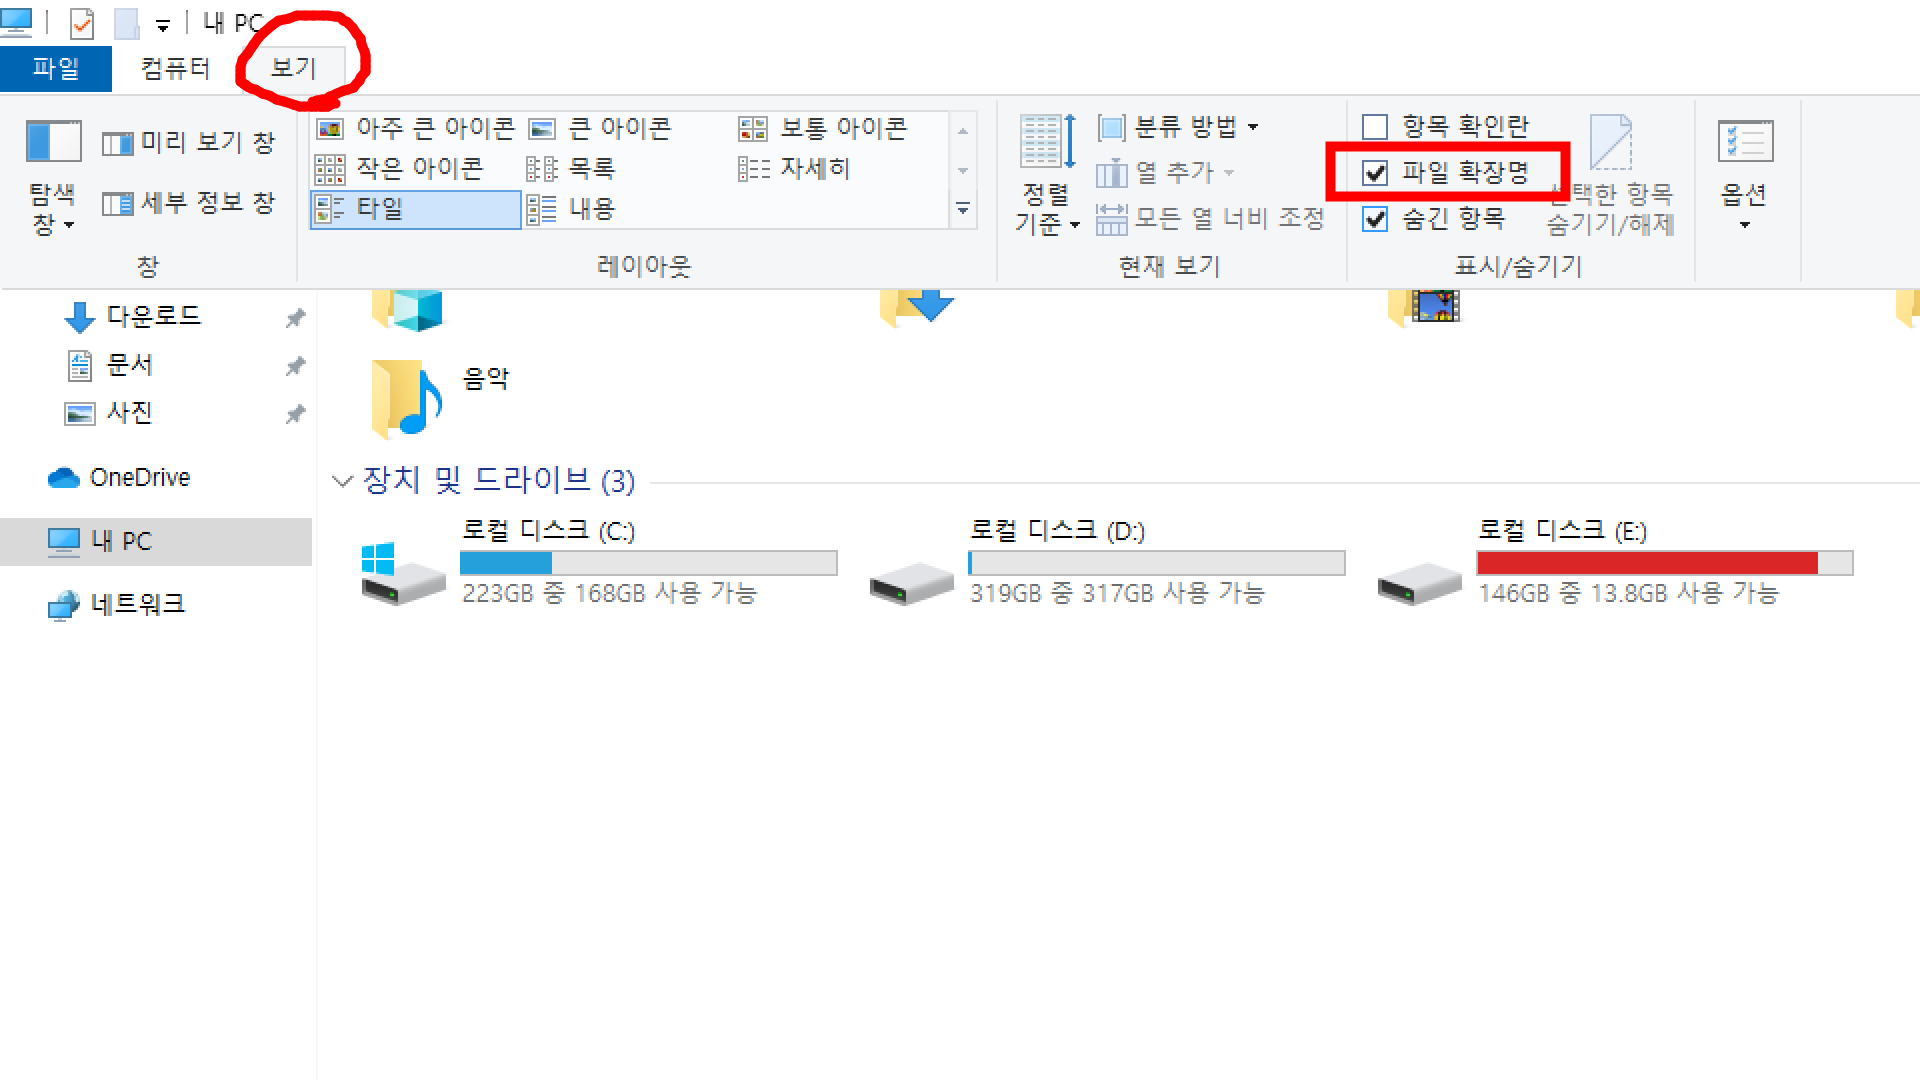 내 PC
파일 컴퓨터 보기
탐색
창
미리 보기 창
세부 정보 창
창
아주 큰 아이콘 큰 아이콘 보통 아이콘
작은 아이콘 목록 자세히
타일 내용
레이아웃
정렬
기준
분류 방법
열 추가
모든 열 너비 조정
현재 보기
항목 확인란
파일 확장명
숨긴 항목
선택한 항목
숨기기/해제
표시/숨기기
옵션
다운로드
문서
사진
OneDrive
내 PC
네트워크
음악
장치 및 드라이브 (3)
로컬 디스크 (C:)
223GB 중 168GB 사용 가능
로컬 디스크 (D:)
319GB 중 317GB 사용 가능
로컬 디스크 (E:)
146GB 중 13.8GB 사용 가능